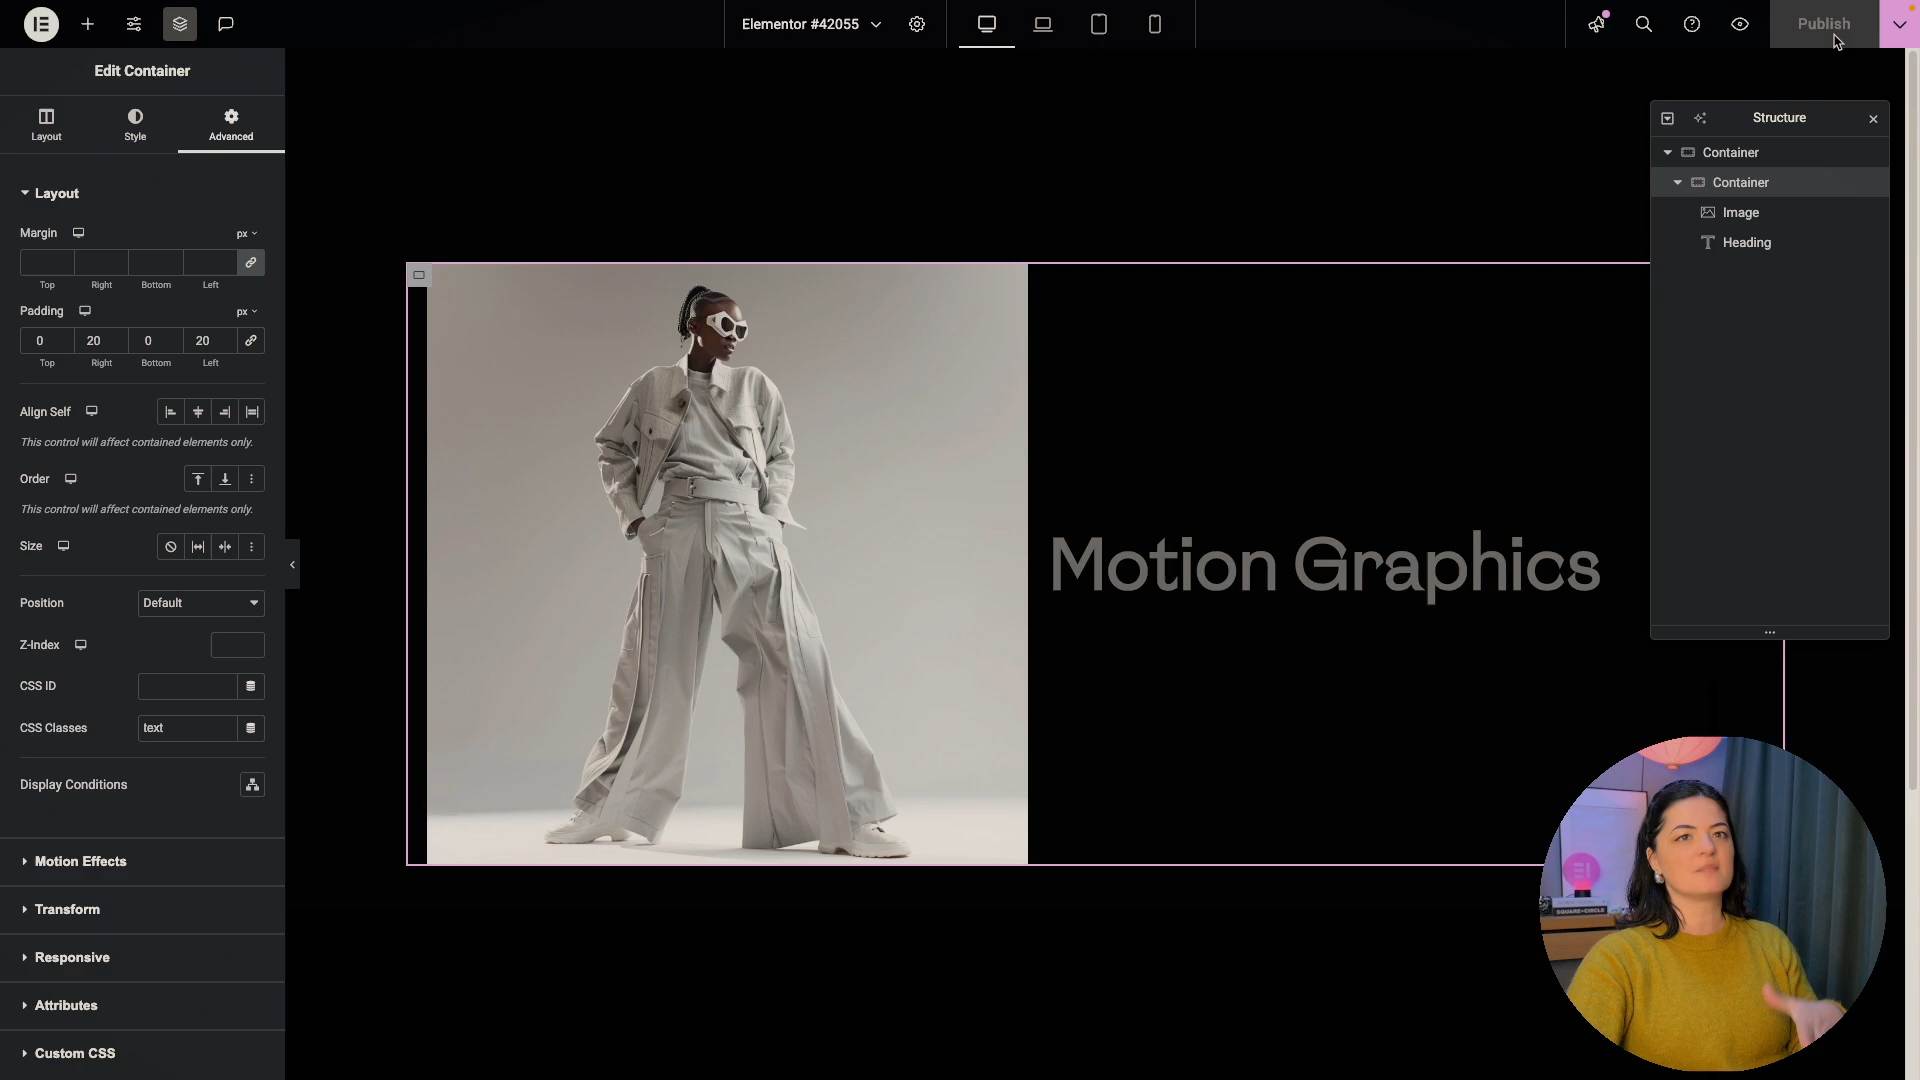 Elementor #42055
Publish
Edit Container
Layout
Style
Advanced
Layout
Margin
px
Top
Right
Bottom
Left
Padding
px
0
20
0
20
Top
Right
Bottom
Left
Align Self
This control will affect contained elements only.
Order
This control will affect contained elements only.
Size
Position
Default
Z-Index
CSS ID
CSS Classes
text
Display Conditions
Motion Effects
Transform
Responsive
Attributes
Custom CSS
Motion Graphics
Structure
Container
Container
Image
Heading
SQUARE+CIRCLE